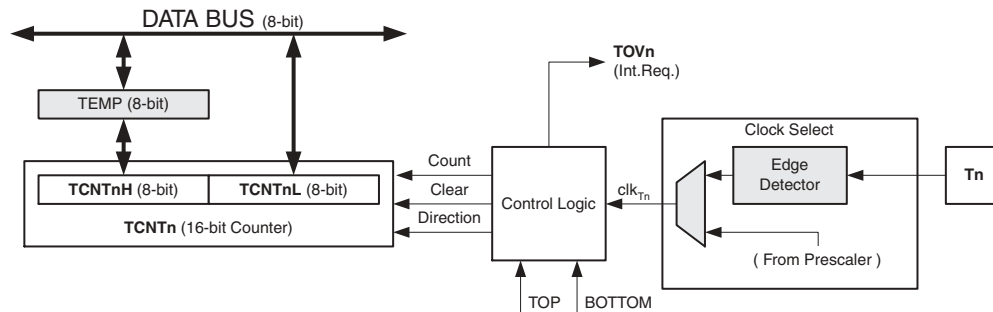 DATA BUS (8-bit)
TOVn
(Int.Req.)
TEMP (8-bit)
Clock Select
Count
Edge
Detector
Tn
TCNTnH (8-bit) TCNTnL (8-bit)
Clear
Control Logic
clkTn
TCNTn (16-bit Counter)
Direction
( From Prescaler )
TOP
BOTTOM